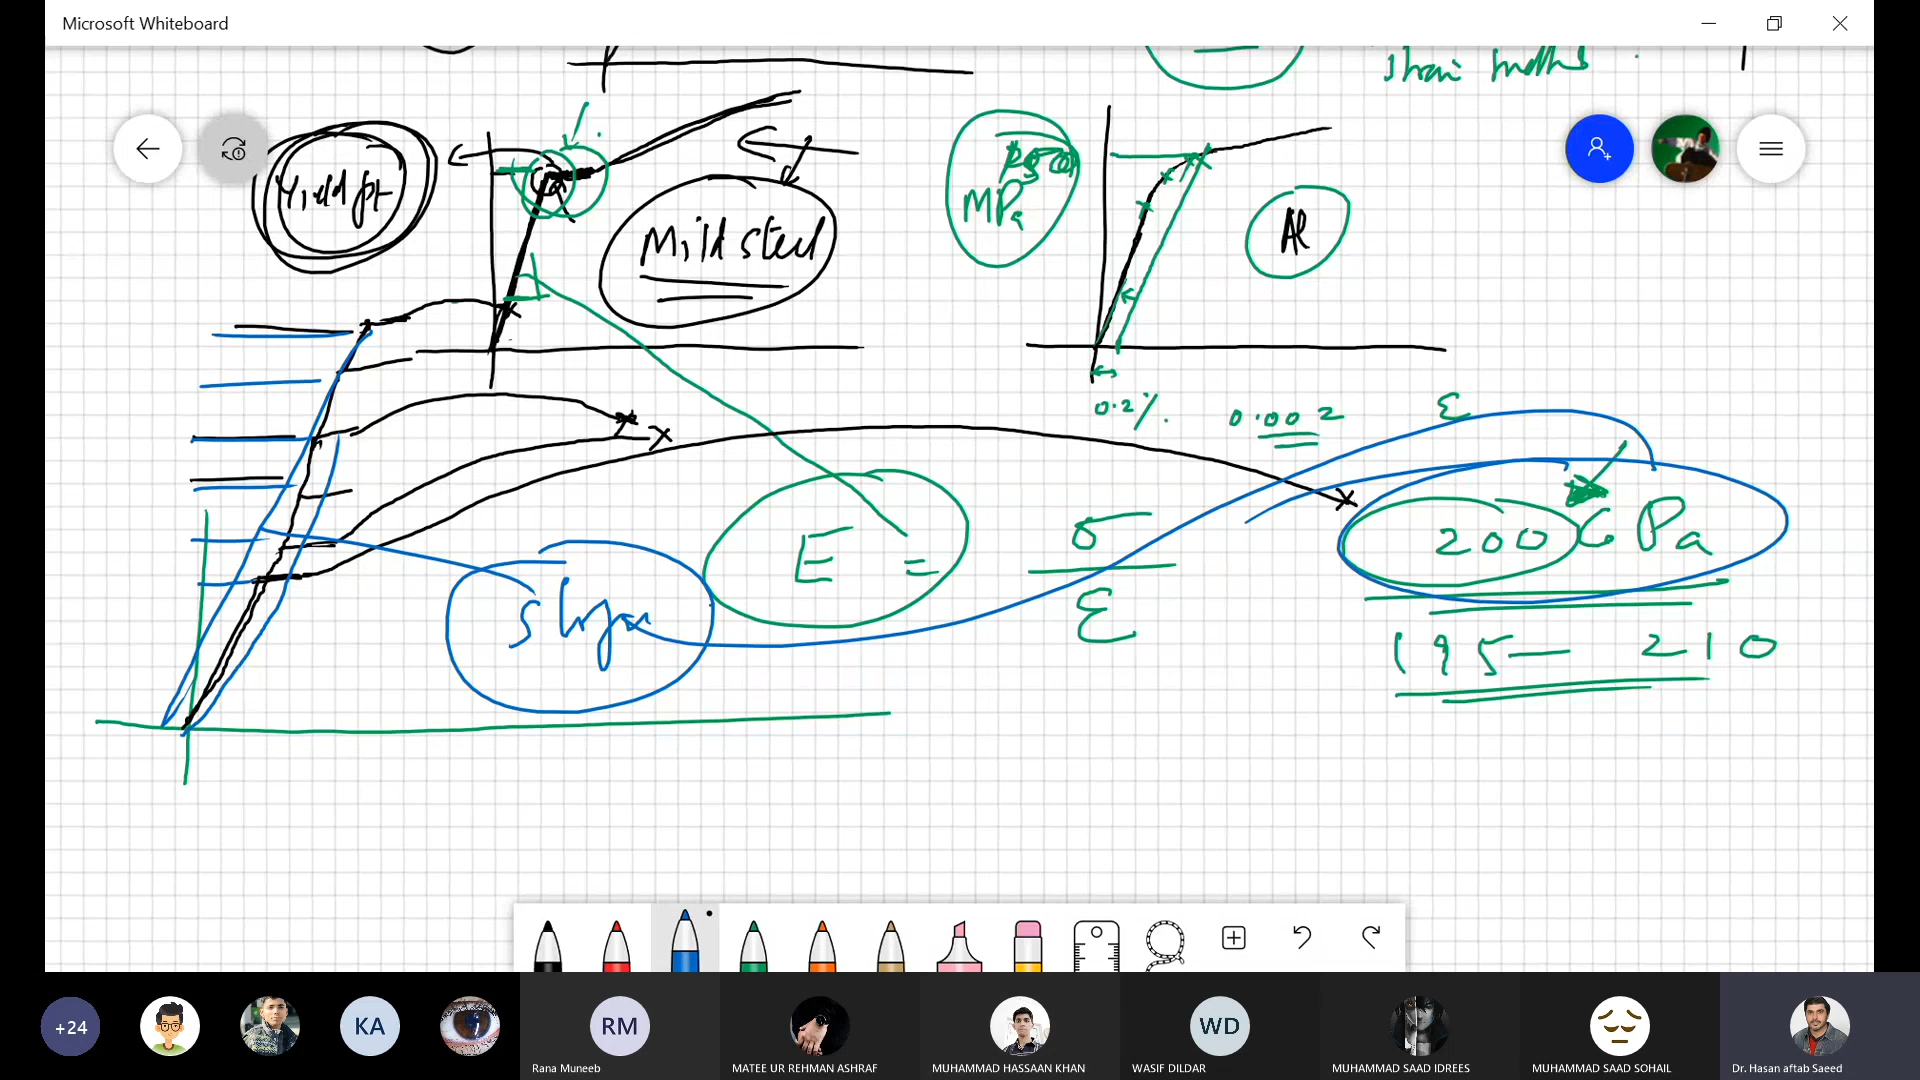 Microsoft Whiteboard
Yield pt
Mild steel
MPa
Al
0.2%.
0.002
ε
E = σ / ε
200 GPa
195 — 210
+24
KA
RM
WD
Rana Muneeb
MATEE UR REHMAN ASHRAF
MUHAMMAD HASSAAN KHAN
WASIF DILDAR
MUHAMMAD SAAD IDREES
MUHAMMAD SAAD SOHAIL
Dr. Hasan aftab Saeed